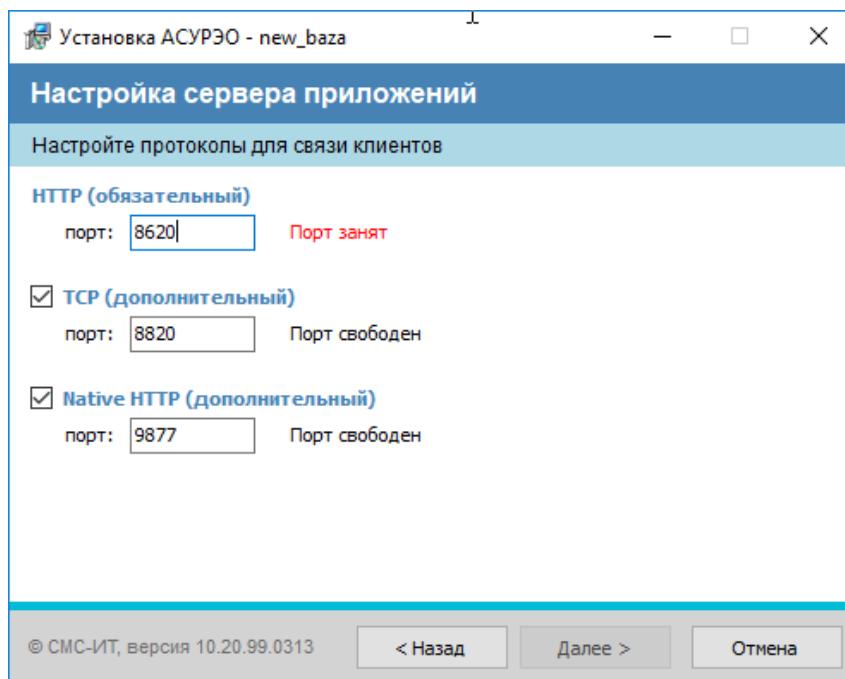 Установка АСУРЭО - new_baza
Настройка сервера приложений
Настройте протоколы для связи клиентов
HTTP (обязательный)
порт: 8620 Порт занят
TCP (дополнительный)
порт: 8820 Порт свободен
Native HTTP (дополнительный)
порт: 9877 Порт свободен
© СМС-ИТ, версия 10.20.99.0313 < Назад Далее > Отмена